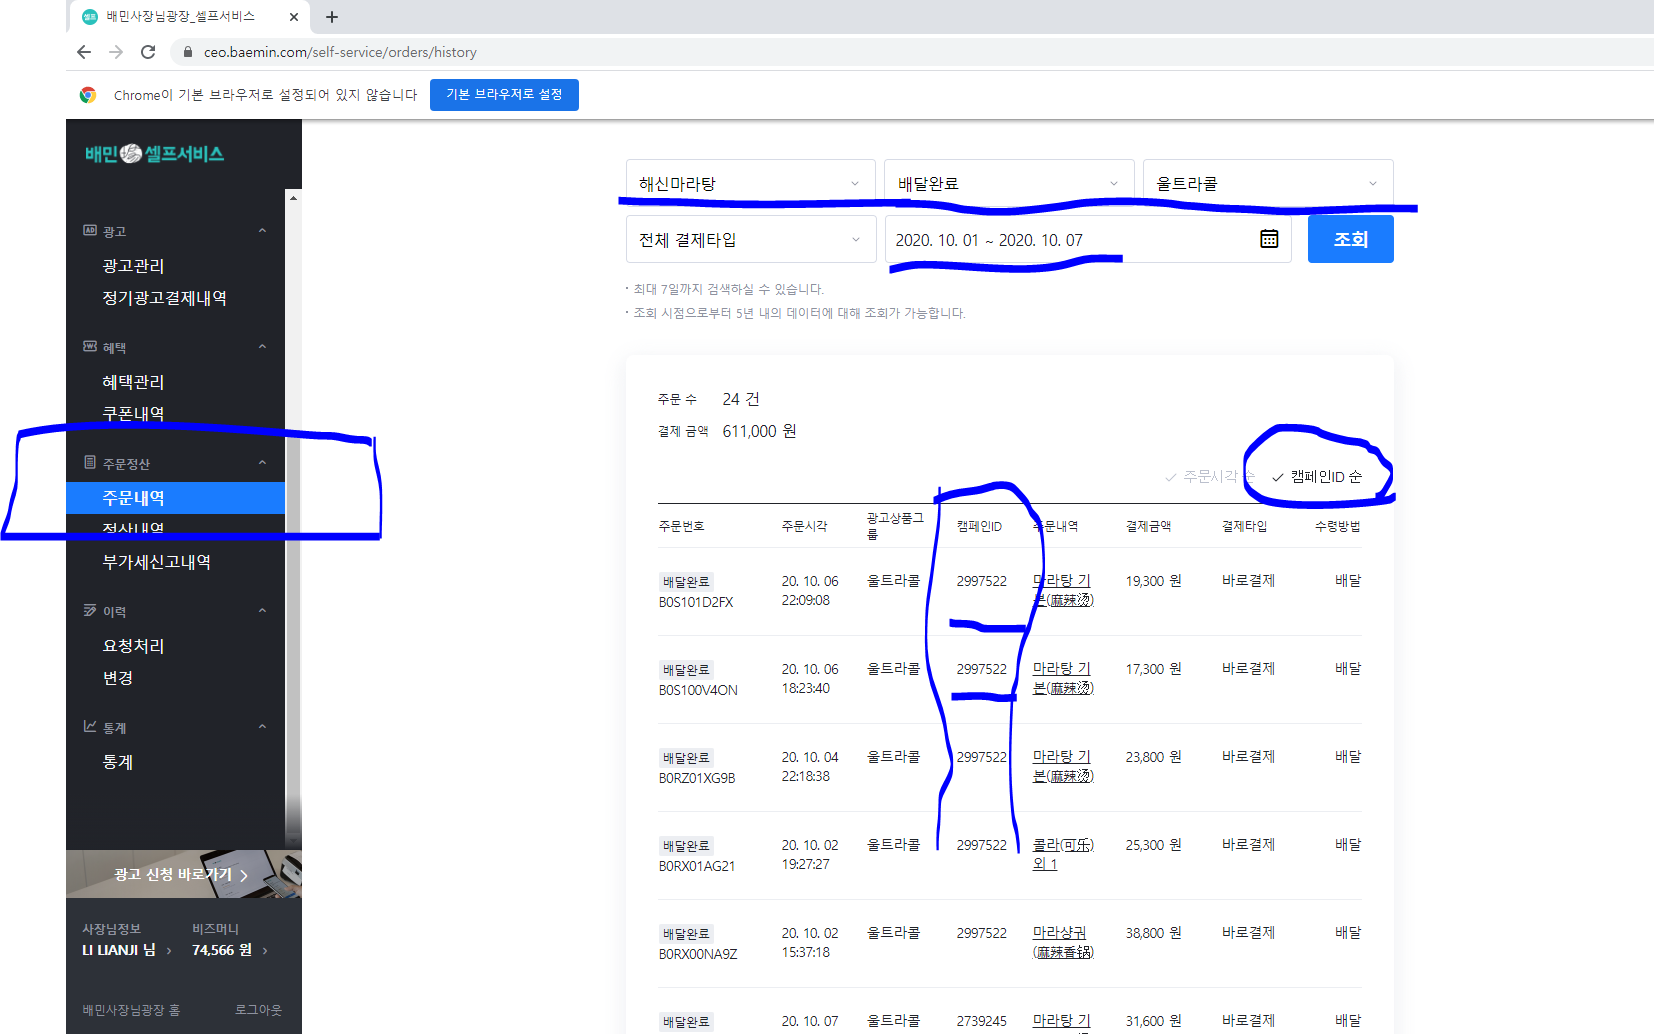 배민사장님광장_셀프서비스
ceo.baemin.com/self-service/orders/history
Chrome이 기본 브라우저로 설정되어 있지 않습니다
기본 브라우저로 설정
배민 셀프서비스
광고
광고관리
정기광고결제내역
혜택
혜택관리
쿠폰내역
주문정산
주문내역
정산내역
부가세신고내역
이력
요청처리
변경
통계
통계
광고 신청 바로가기
사장님정보 비즈머니
LI LIANJI 님 74,566 원
배민사장님광장 홈 로그아웃
해신마라탕 배달완료 울트라콜
전체 결제타입 2020. 10. 01 ~ 2020. 10. 07 조회
· 최대 7일까지 검색하실 수 있습니다.
· 조회 시점으로부터 5년 내의 데이터에 대해 조회가 가능합니다.
주문 수 24 건
결제 금액 611,000 원
주문시각 순 캠페인ID 순
주문번호 주문시각 광고상품그룹 캠페인ID 주문내역 결제금액 결제타입 수령방법
배달완료 20. 10. 06 울트라콜 2997522 마라탕 기 19,300 원 바로결제 배달
B0S101D2FX 22:09:08 본(麻辣烫)
배달완료 20. 10. 06 울트라콜 2997522 마라탕 기 17,300 원 바로결제 배달
B0S100V4ON 18:23:40 본(麻辣烫)
배달완료 20. 10. 04 울트라콜 2997522 마라탕 기 23,800 원 바로결제 배달
B0RZ01XG9B 22:18:38 본(麻辣烫)
배달완료 20. 10. 02 울트라콜 2997522 콜라(可乐) 25,300 원 바로결제 배달
B0RX01AG21 19:27:27 외 1
배달완료 20. 10. 02 울트라콜 2997522 마라샹궈 38,800 원 바로결제 배달
B0RX00NA9Z 15:37:18 (麻辣香锅)
배달완료 20. 10. 07 울트라콜 2739245 마라탕 기 31,600 원 바로결제 배달